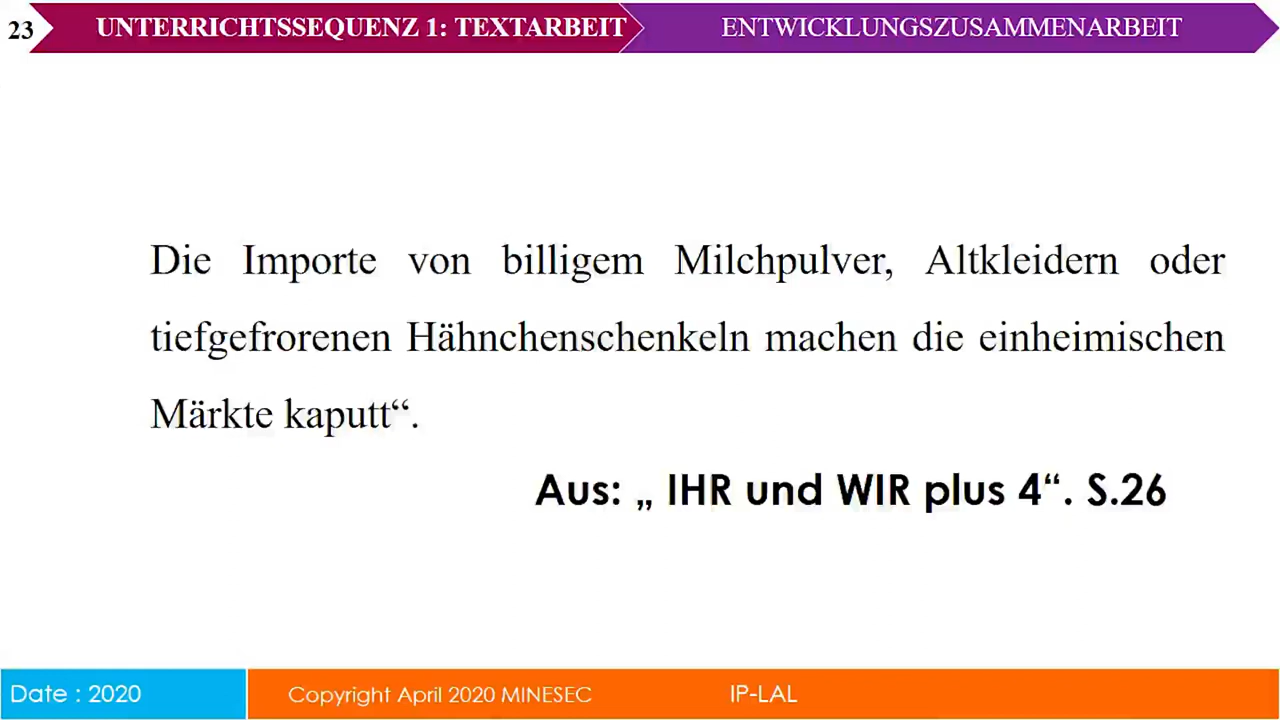 23
UNTERRICHTSSEQUENZ 1: TEXTARBEIT
ENTWICKLUNGSZUSAMMENARBEIT
Die Importe von billigem Milchpulver, Altkleidern oder
tiefgefrorenen Hähnchenschenkeln machen die einheimischen
Märkte kaputt“.
Aus: „ IHR und WIR plus 4“. S.26
Date : 2020
Copyright April 2020 MINESEC
IP-LAL